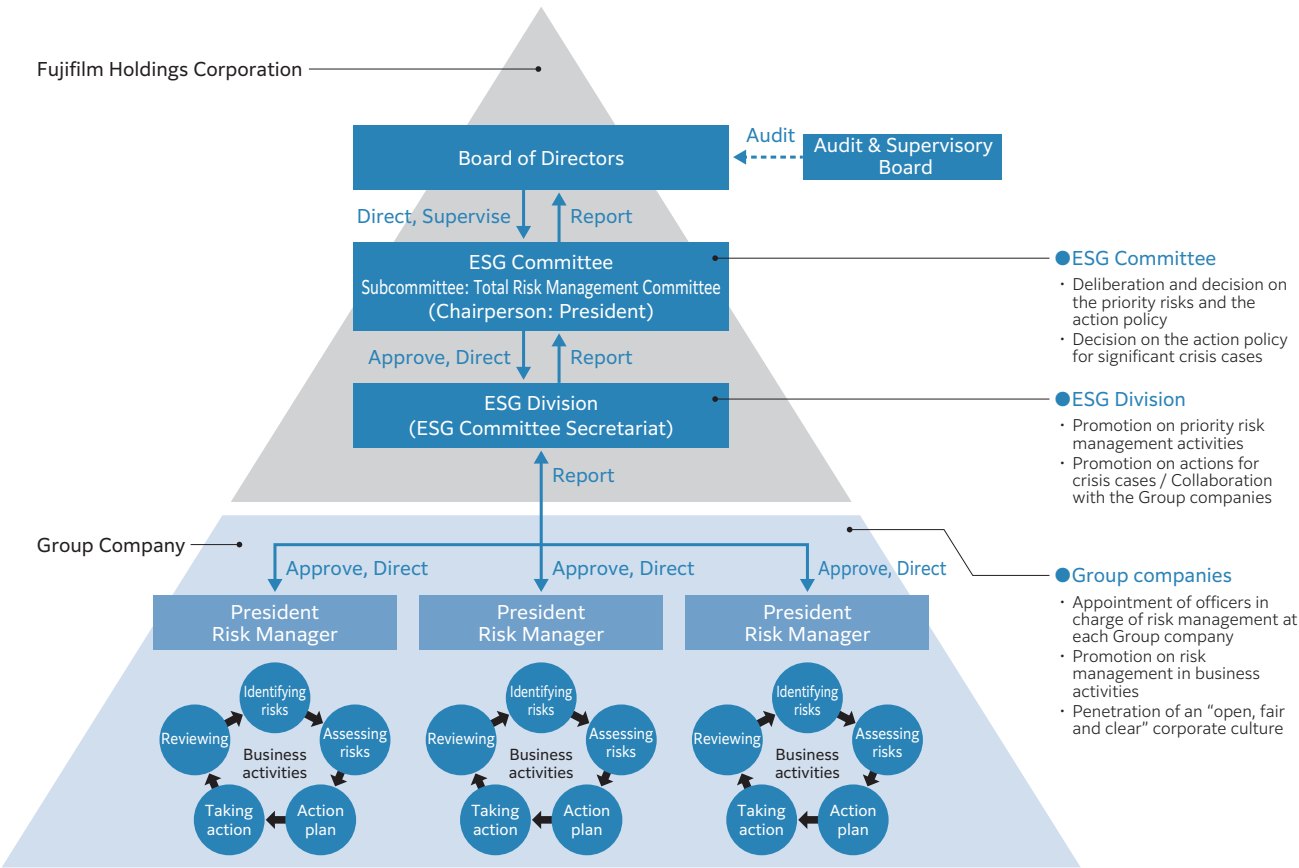 Fujifilm Holdings Corporation
Board of Directors
Audit
Audit & Supervisory
Board
Direct, Supervise
Report
ESG Committee
Subcommittee: Total Risk Management Committee
(Chairperson: President)
Approve, Direct
Report
ESG Division
(ESG Committee Secretariat)
Report
●ESG Committee
・Deliberation and decision on
the priority risks and the
action policy
・Decision on the action policy
for significant crisis cases
●ESG Division
・Promotion on priority risk
management activities
・Promotion on actions for
crisis cases / Collaboration
with the Group companies
Group Company
Approve, Direct
Approve, Direct
Approve, Direct
●Group companies
・Appointment of officers in
charge of risk management at
each Group company
・Promotion on risk
management in business
activities
・Penetration of an “open, fair
and clear” corporate culture
President
Risk Manager
President
Risk Manager
President
Risk Manager
Identifying
risks
Assessing
risks
Action
plan
Taking
action
Reviewing
Business
activities
Identifying
risks
Assessing
risks
Action
plan
Taking
action
Reviewing
Business
activities
Identifying
risks
Assessing
risks
Action
plan
Taking
action
Reviewing
Business
activities